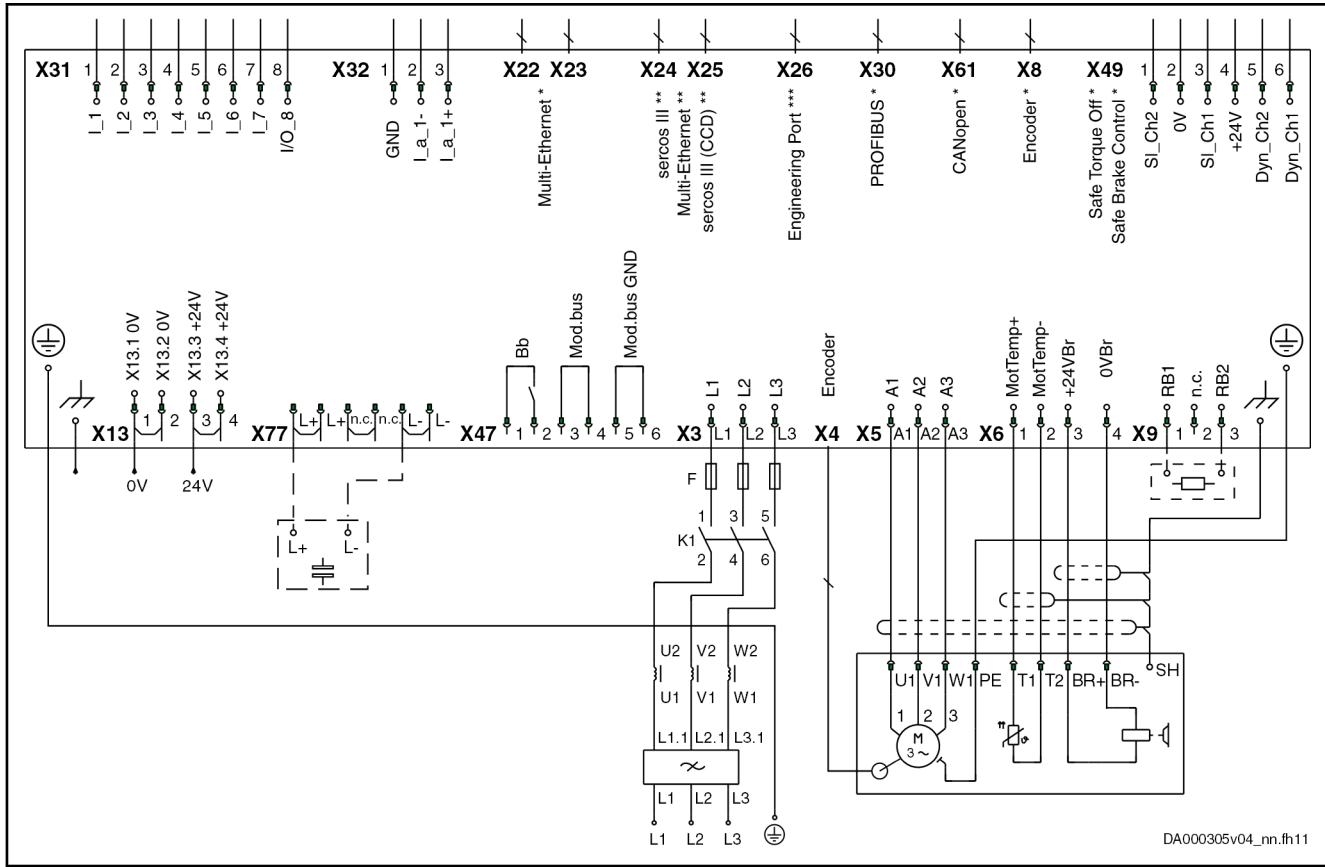 X31 1 2 3 4 5 6 7 8
I_1
I_2
I_3
I_4
I_5
I_6
I_7
I/O_8
X32 1 2 3
GND
I_a_1-
I_a_1+
X22 X23
Multi-Ethernet *
X24 X25
sercos III **
Multi-Ethernet **
sercos III (CCD) **
X26
Engineering Port ***
X30
PROFIBUS *
X61
CANopen *
X8
Encoder *
X49 1 2 3 4 5 6
Safe Torque Off *
Safe Brake Control *
SI_Ch2
0V
SI_Ch1
+24V
Dyn_Ch2
Dyn_Ch1
X13.1 0V
X13.2 0V
X13.3 +24V
X13.4 +24V
X13 1 2 3 4
0V 24V
X77 L+ L+ n.c. n.c. L- L-
L+ L-
Bb
Mod.bus
Mod.bus GND
X47 1 2 3 4 5 6
L1
L2
L3
X3 L1 L2 L3
F
1 3 5
K1
2 4 6
U2 V2 W2
U1 V1 W1
L1.1 L2.1 L3.1
L1 L2 L3
L1 L2 L3
Encoder
X4
A1
A2
A3
X5 A1 A2 A3
MotTemp+
MotTemp-
+24VBr
0VBr
X6 1 2 3 4
RB1
n.c.
RB2
X9 1 2 3
SH
U1 V1 W1 PE T1 T2 BR+ BR-
1 2 3
M
3 ~
DA000305v04_nn.fh11